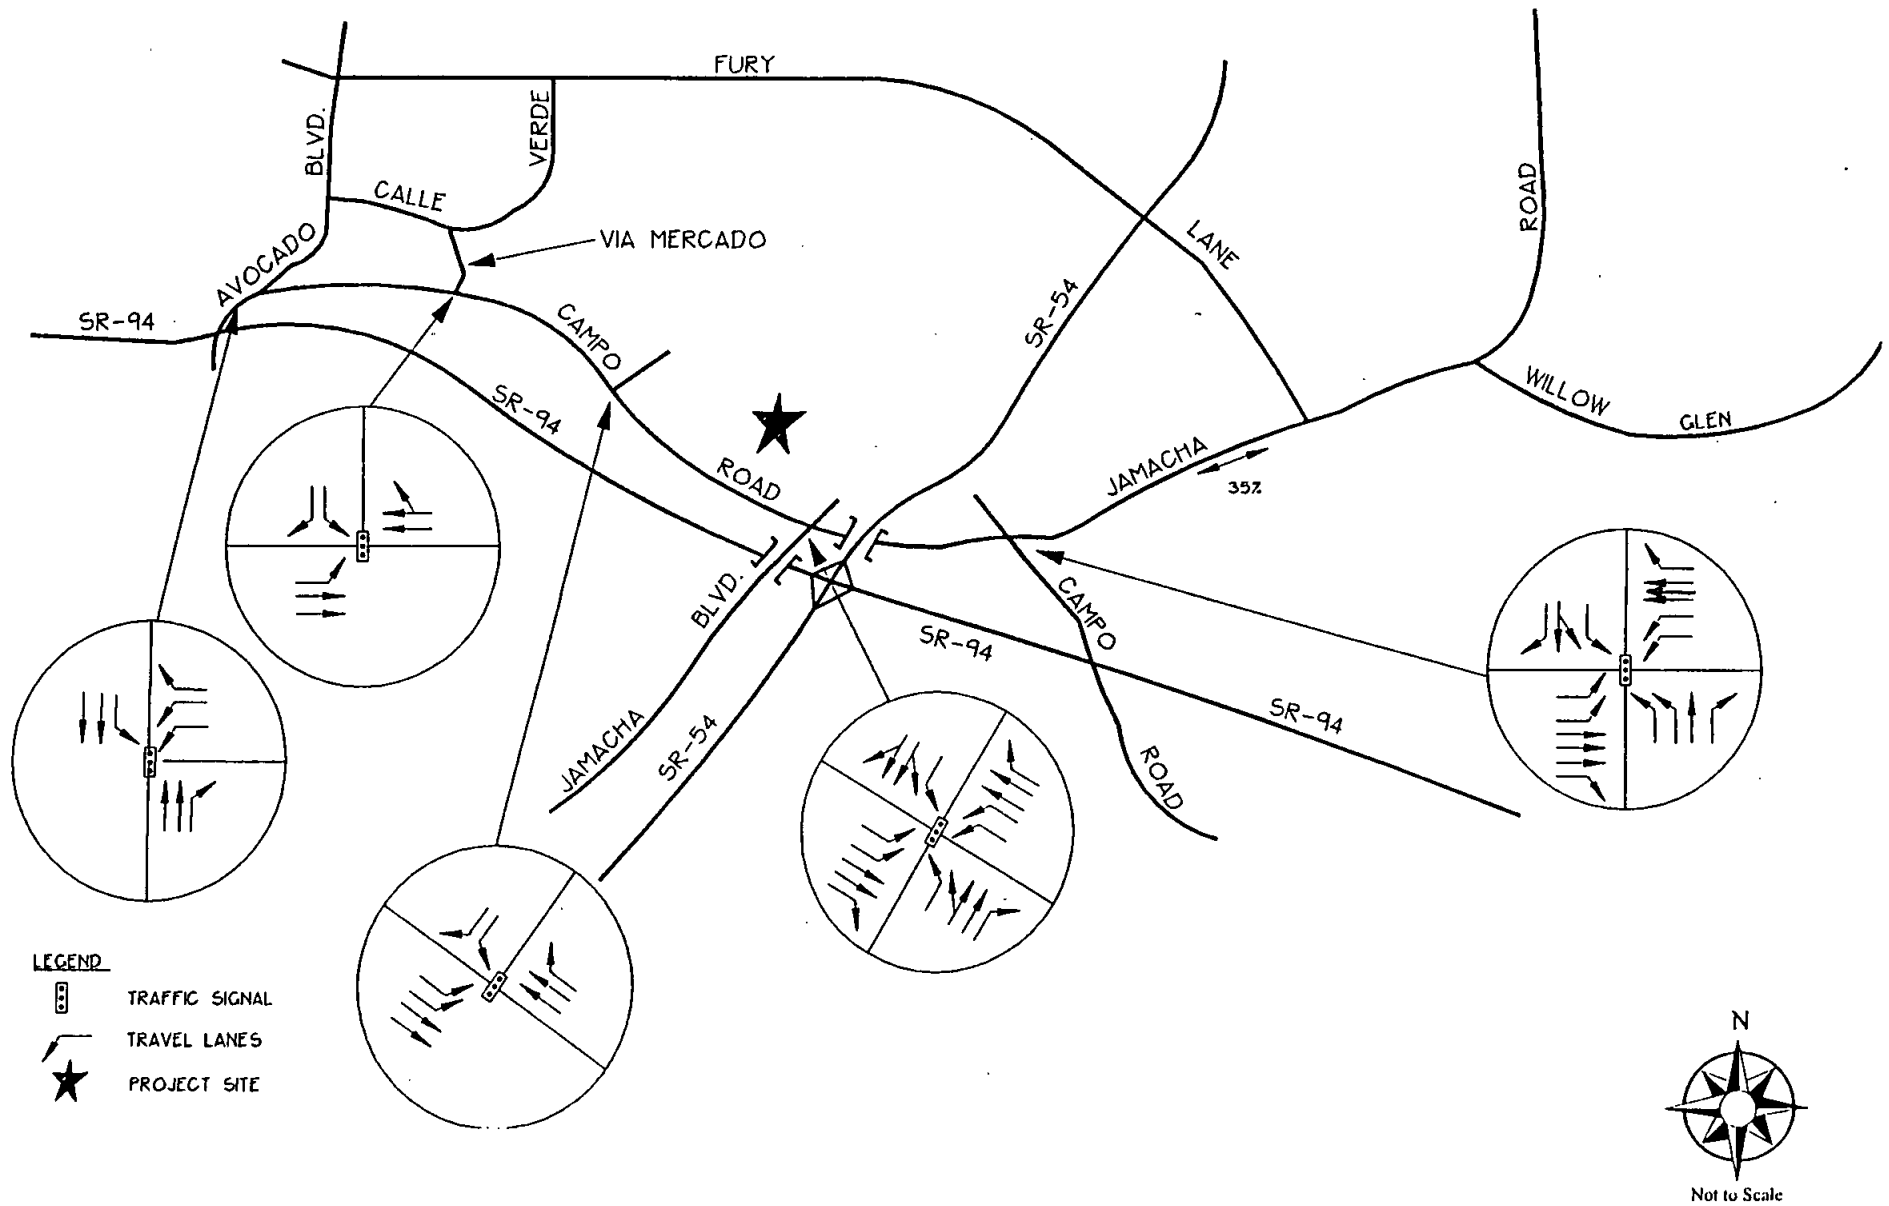 FURY
BLVD.
VERDE
CALLE
ROAD
AVOCADO
VIA MERCADO
LANE
SR-94
CAMPO
SR-54
SR-94
WILLOW
GLEN
ROAD
JAMACHA
35%
BLVD.
CAMPO
SR-94
SR-94
JAMACHA
SR-54
ROAD
LEGEND
TRAFFIC SIGNAL
TRAVEL LANES
PROJECT SITE
N
Not to Scale